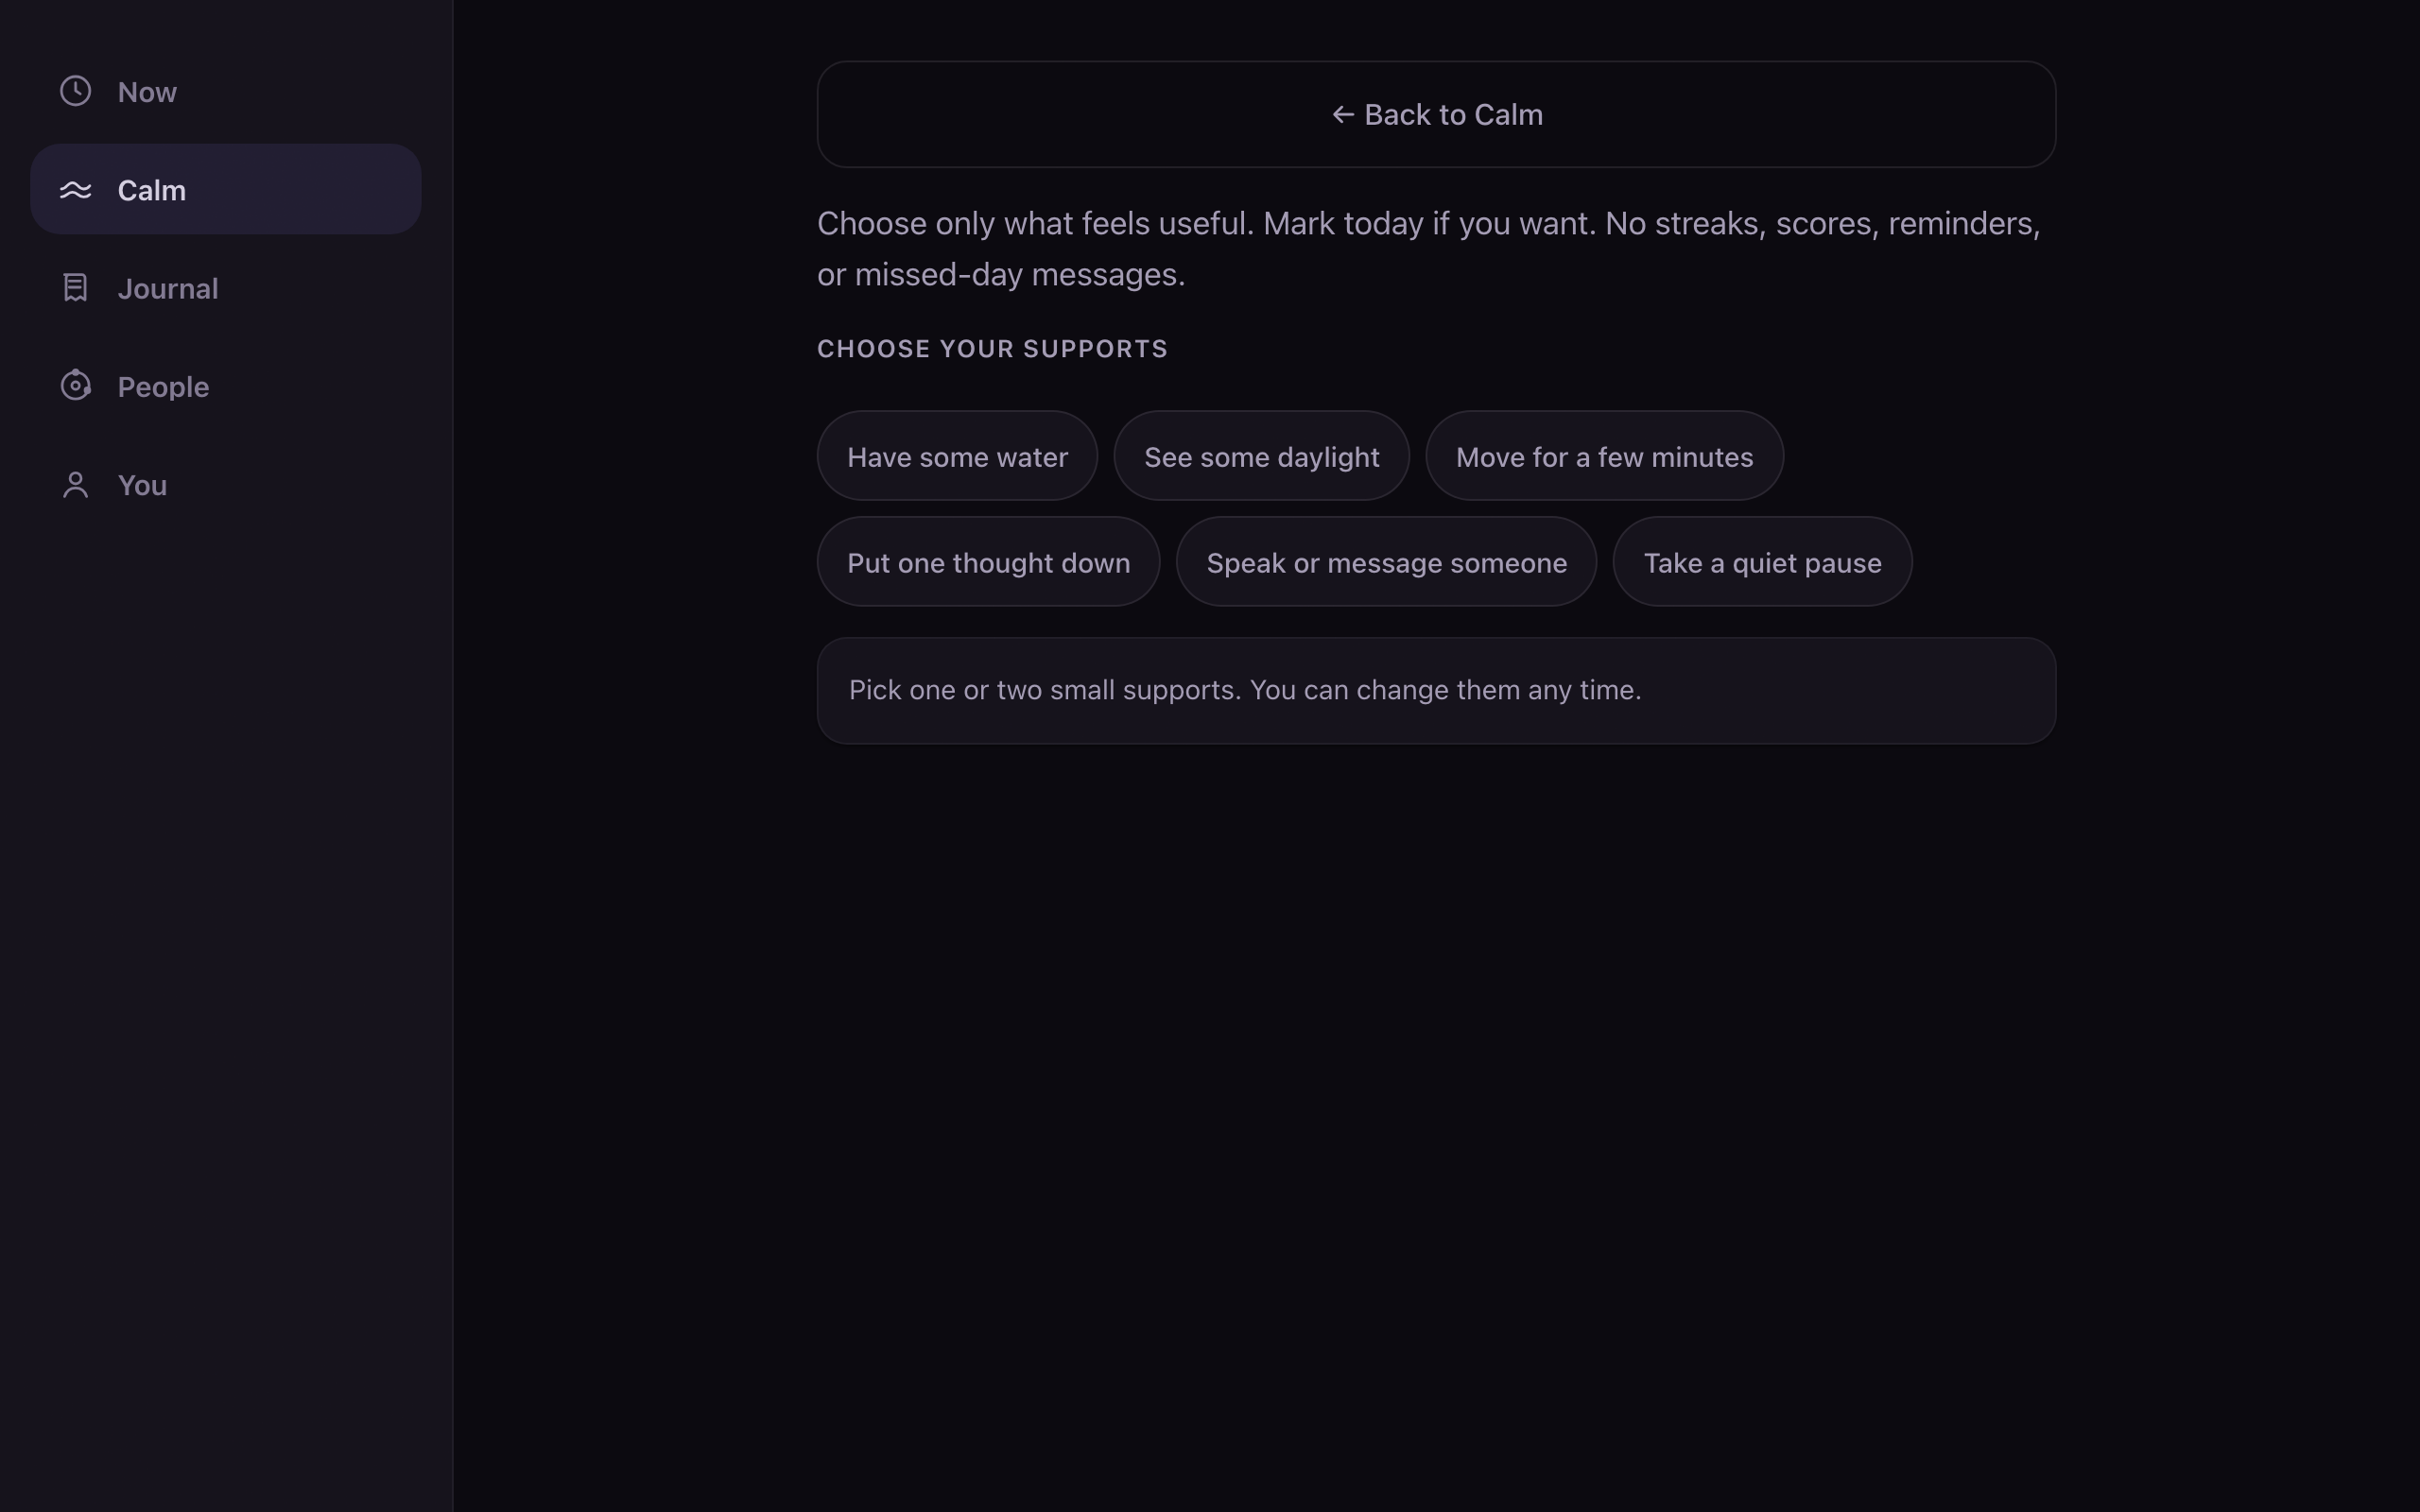 Now
Calm
Journal
People
You
← Back to Calm
Choose only what feels useful. Mark today if you want. No streaks, scores, reminders,
or missed-day messages.
CHOOSE YOUR SUPPORTS
Have some water
See some daylight
Move for a few minutes
Put one thought down
Speak or message someone
Take a quiet pause
Pick one or two small supports. You can change them any time.